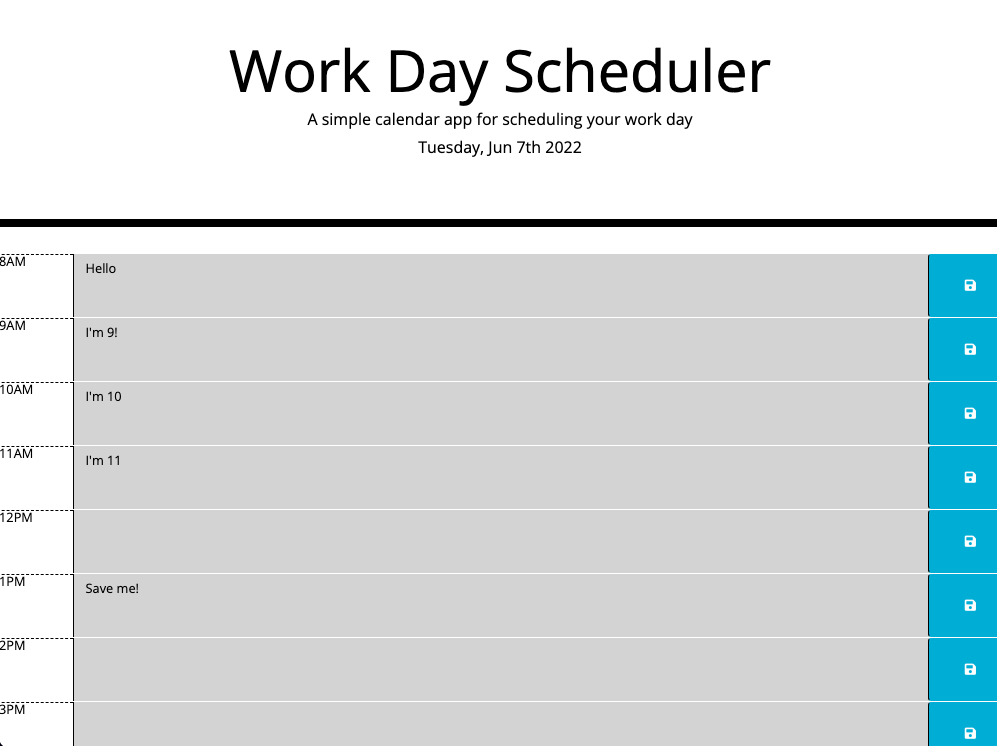 Work Day Scheduler
A simple calendar app for scheduling your work day
Tuesday, Jun 7th 2022
8AM Hello
9AM I'm 9!
10AM I'm 10
11AM I'm 11
12PM
1PM Save me!
2PM
3PM